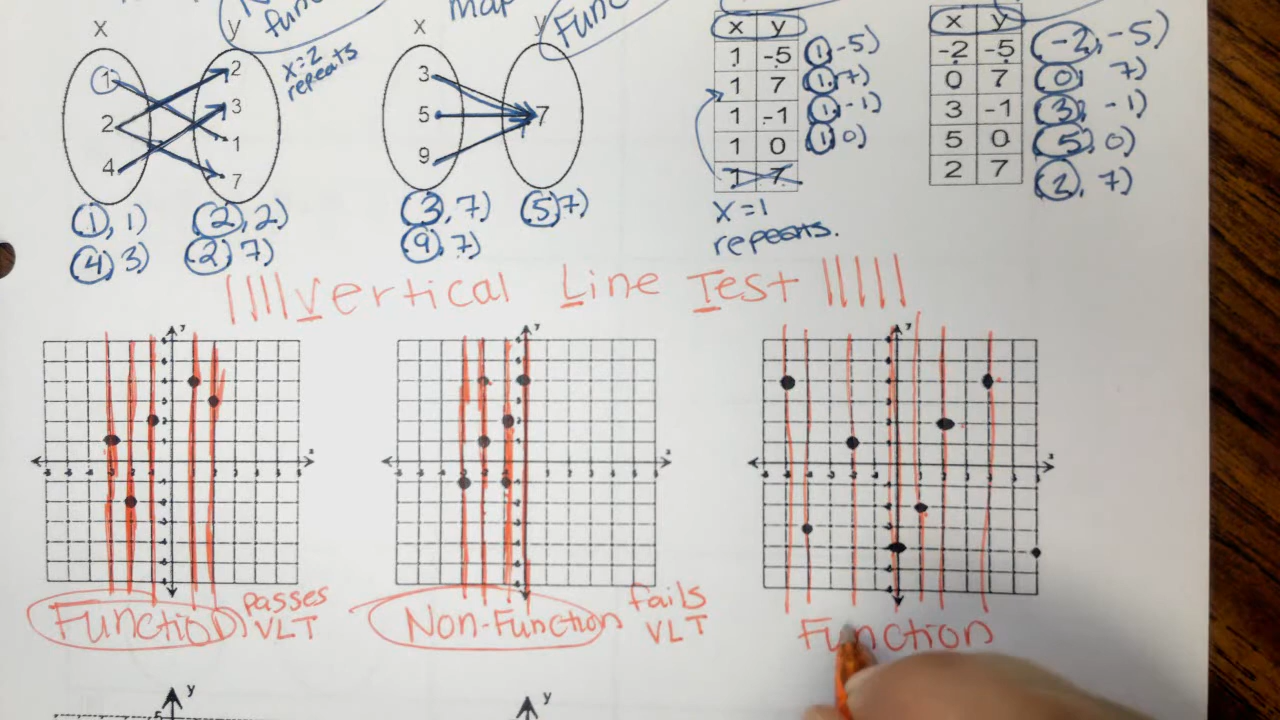 func
map
Func
x y
x y
x y
x y
1 2
2 3
4 1
7
x=2
repeats
3
5 7
9
1 -5
1 7
1 -1
1 0
1 7
(1,-5)
(1,7)
(1,-1)
(1,0)
-2 -5
0 7
3 -1
5 0
2 7
(-2,-5)
(0, 7)
(3, -1)
(5, 0)
(2, 7)
(1, 1) (2, 2)
(4, 3) (2, 7)
(3, 7) (5, 7)
(9, 7)
x=1
repeats.
Vertical Line Test
y
x
y
x
y
x
Function passes
VLT
Non-Function fails
VLT
Function
y
5
y